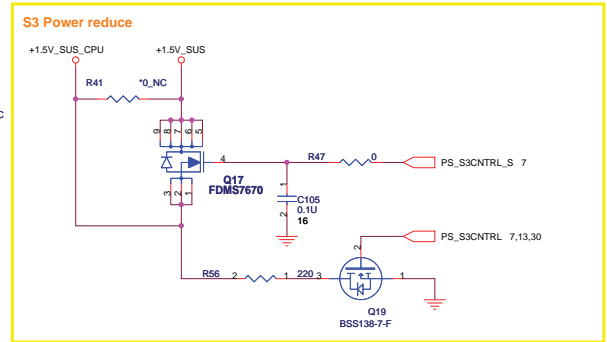 S3 Power reduce
+1.5V_SUS_CPU +1.5V_SUS
R41 *0_NC
C
9 8 7 6 5
4 R47 0 PS_S3CNTRL_S 7
Q17
FDMS7670
3 2 1
1 C105
0.1U
2 16
PS_S3CNTRL 7,13,30
2
R56 2 1 220 3 1
Q19
BSS138-7-F